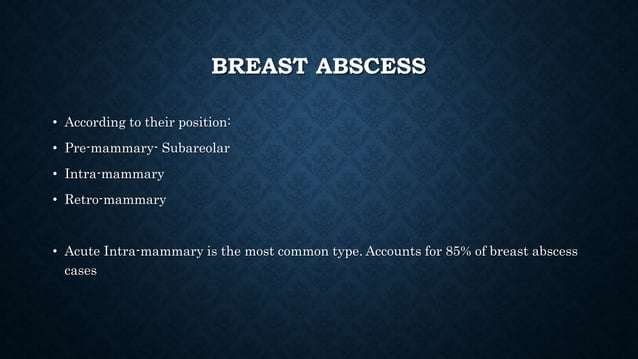 BREAST ABSCESS
• According to their position:
• Pre-mammary- Subareolar
• Intra-mammary
• Retro-mammary
• Acute Intra-mammary is the most common type. Accounts for 85% of breast abscess
cases